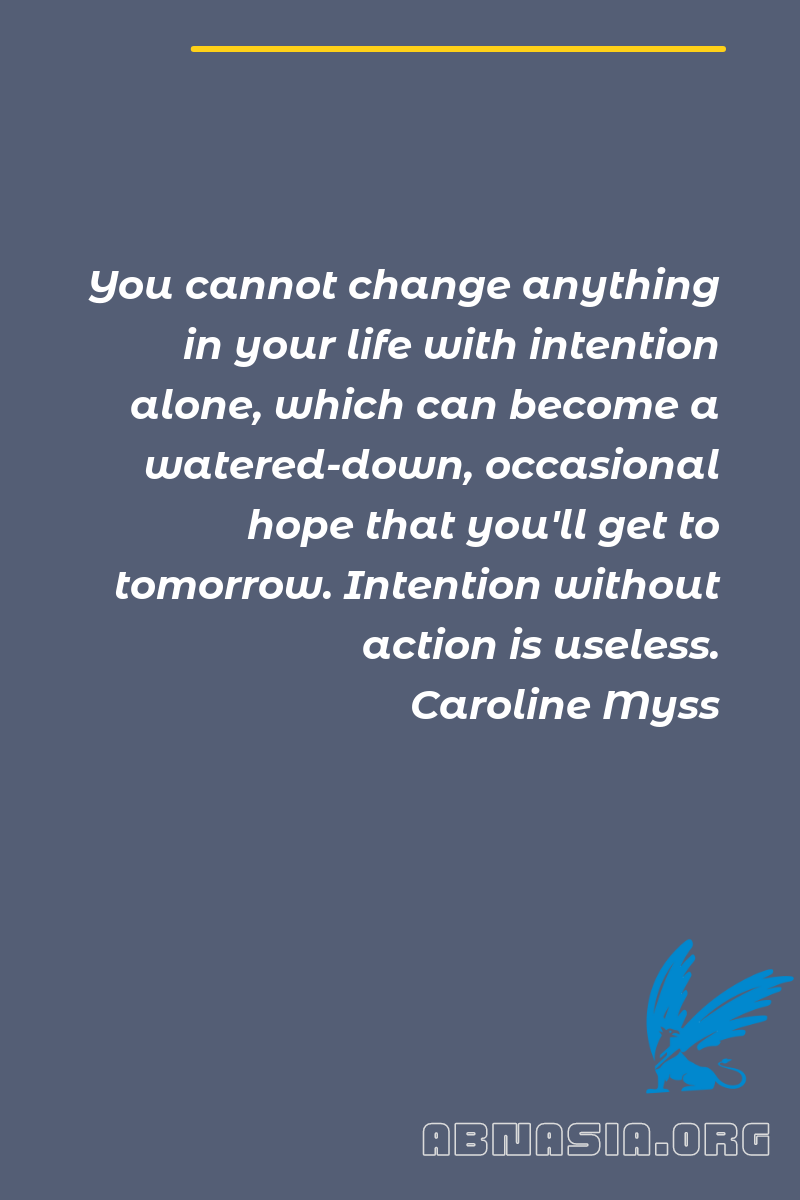 You cannot change anything
in your life with intention
alone, which can become a
watered-down, occasional
hope that you'll get to
tomorrow. Intention without
action is useless.
Caroline Myss
ABNASIA.ORG